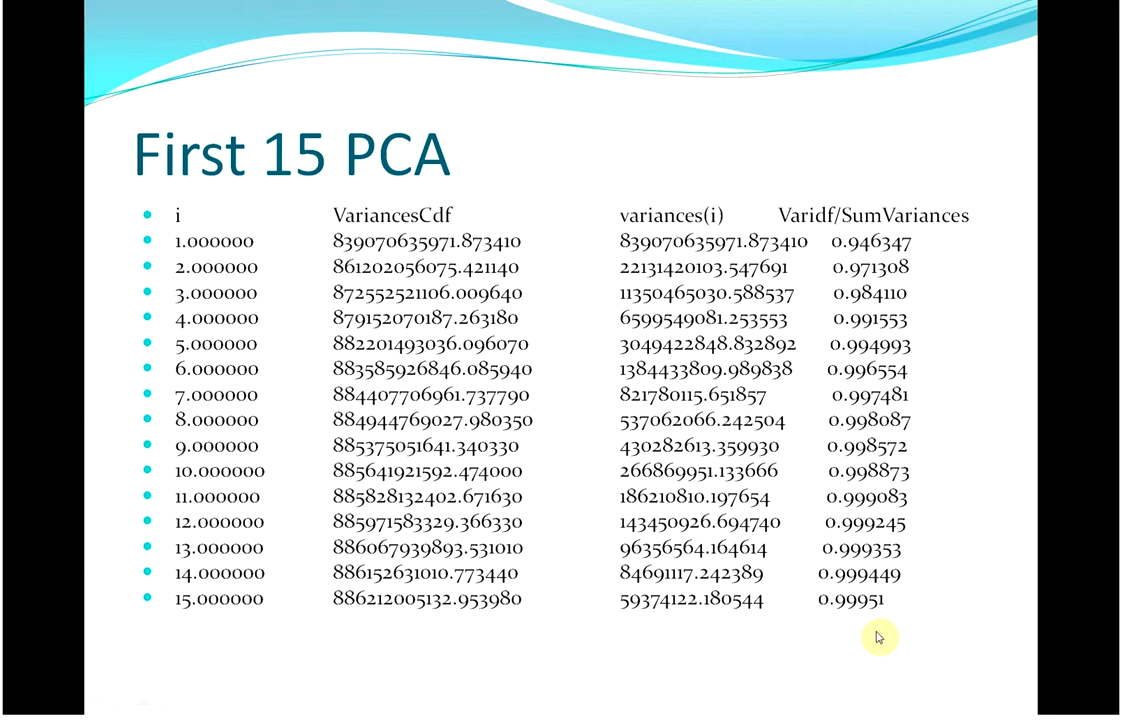 First 15 PCA
i VariancesCdf variances(i) Varidf/SumVariances
1.000000 839070635971.873410 839070635971.873410 0.946347
2.000000 861202056075.421140 22131420103.547691 0.971308
3.000000 872552521106.009640 11350465030.588537 0.984110
4.000000 879152070187.263180 6599549081.253553 0.991553
5.000000 882201493036.096070 3049422848.832892 0.994993
6.000000 883585926846.085940 1384433809.989838 0.996554
7.000000 884407706961.737790 821780115.651857 0.997481
8.000000 884944769027.980350 537062066.242504 0.998087
9.000000 885375051641.340330 430282613.359930 0.998572
10.000000 885641921592.474000 266869951.133666 0.998873
11.000000 885828132402.671630 186210810.197654 0.999083
12.000000 885971583329.366330 143450926.694740 0.999245
13.000000 886067939893.531010 96356564.164614 0.999353
14.000000 886152631010.773440 84691117.242389 0.999449
15.000000 886212005132.953980 59374122.180544 0.99951